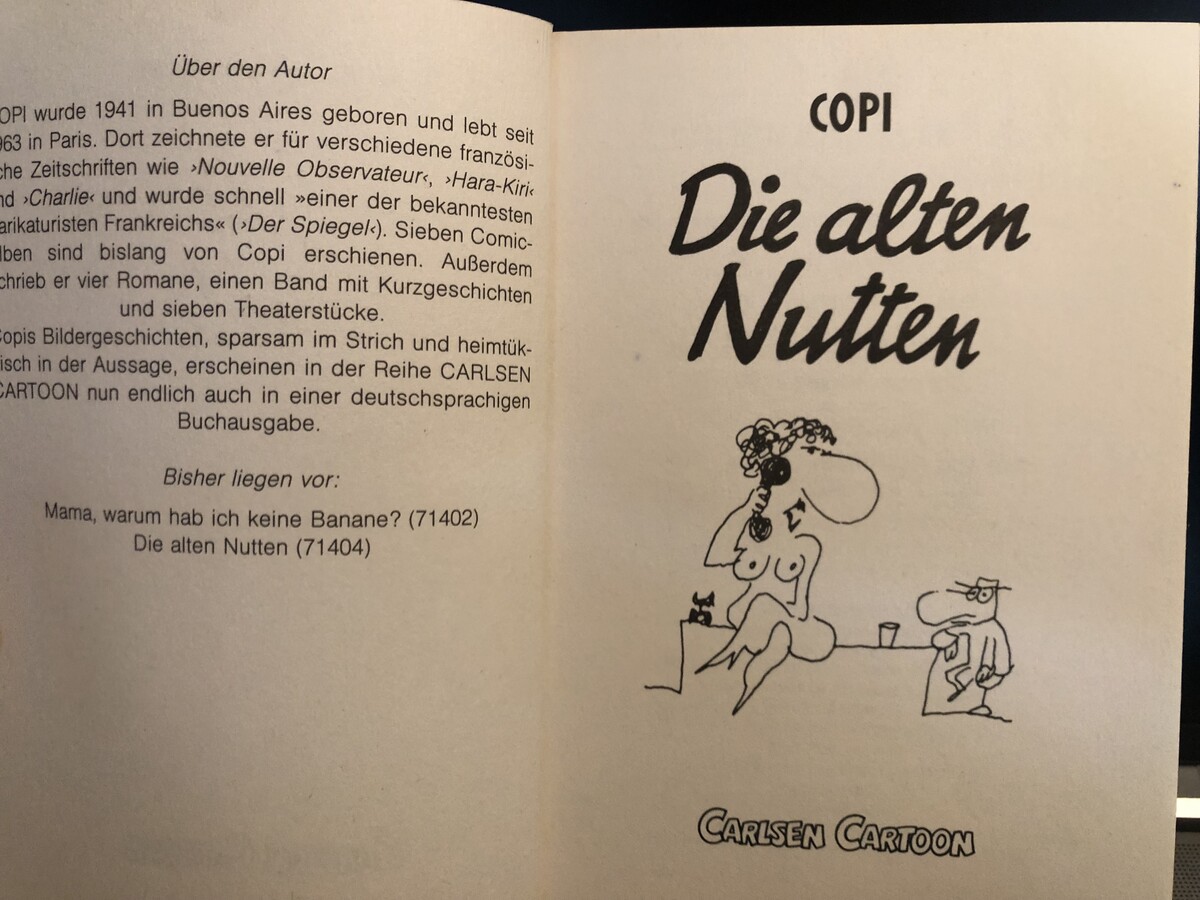 Über den Autor
OPI wurde 1941 in Buenos Aires geboren und lebt seit
963 in Paris. Dort zeichnete er für verschiedene französi-
che Zeitschriften wie ›Nouvelle Observateur‹, ›Hara-Kiri‹
nd ›Charlie‹ und wurde schnell »einer der bekanntesten
arikaturisten Frankreichs« (›Der Spiegel‹). Sieben Comic-
lben sind bislang von Copi erschienen. Außerdem
chrieb er vier Romane, einen Band mit Kurzgeschichten
und sieben Theaterstücke.
Copis Bildergeschichten, sparsam im Strich und heimtük-
isch in der Aussage, erscheinen in der Reihe CARLSEN
CARTOON nun endlich auch in einer deutschsprachigen
Buchausgabe.
Bisher liegen vor:
Mama, warum hab ich keine Banane? (71402)
Die alten Nutten (71404)
COPI
Die alten
Nutten
CARLSEN CARTOON